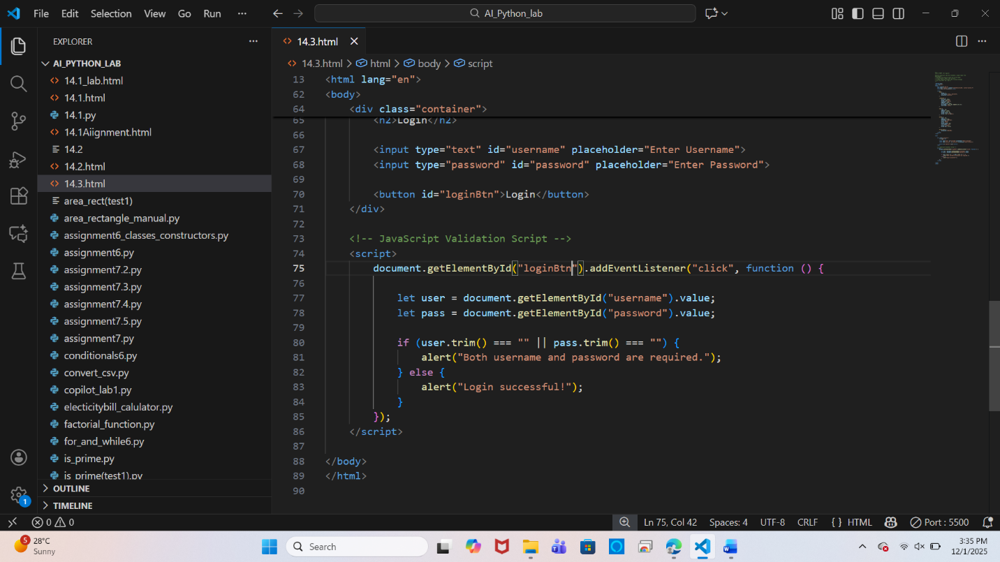 File Edit Selection View Go Run ··· AI_Python_lab
EXPLORER ···
AI_PYTHON_LAB
14.1_lab.html
14.1.html
14.1.py
14.1Aiignment.html
14.2
14.2.html
14.3.html
area_rect(test1)
area_rectangle_manual.py
assignment6_classes_constructors.py
assignment6.py
assignment7.2.py
assignment7.3.py
assignment7.4.py
assignment7.5.py
assignment7.py
conditionals6.py
convert_csv.py
copilot_lab1.py
electicitybill_calulator.py
factorial_function.py
for_and_while6.py
is_prime.py
is_prime(test1).py
OUTLINE
TIMELINE
1
14.3.html
14.3.html > html > body > script
13 <html lang="en">
62 <body>
64 <div class="container">
65 <h2>Login</h2>
66
67 <input type="text" id="username" placeholder="Enter Username">
68 <input type="password" id="password" placeholder="Enter Password">
69
70 <button id="loginBtn">Login</button>
71 </div>
72
73 <!-- JavaScript Validation Script -->
74 <script>
75 document.getElementById("loginBtn").addEventListener("click", function () {
76
77 let user = document.getElementById("username").value;
78 let pass = document.getElementById("password").value;
79
80 if (user.trim() === "" || pass.trim() === "") {
81 alert("Both username and password are required.");
82 } else {
83 alert("Login successful!");
84 }
85 });
86 </script>
87
88 </body>
89 </html>
90
0 0 Ln 75, Col 42 Spaces: 4 UTF-8 CRLF { } HTML Port : 5500
5 28°C
Sunny
Search
3:35 PM
12/1/2025